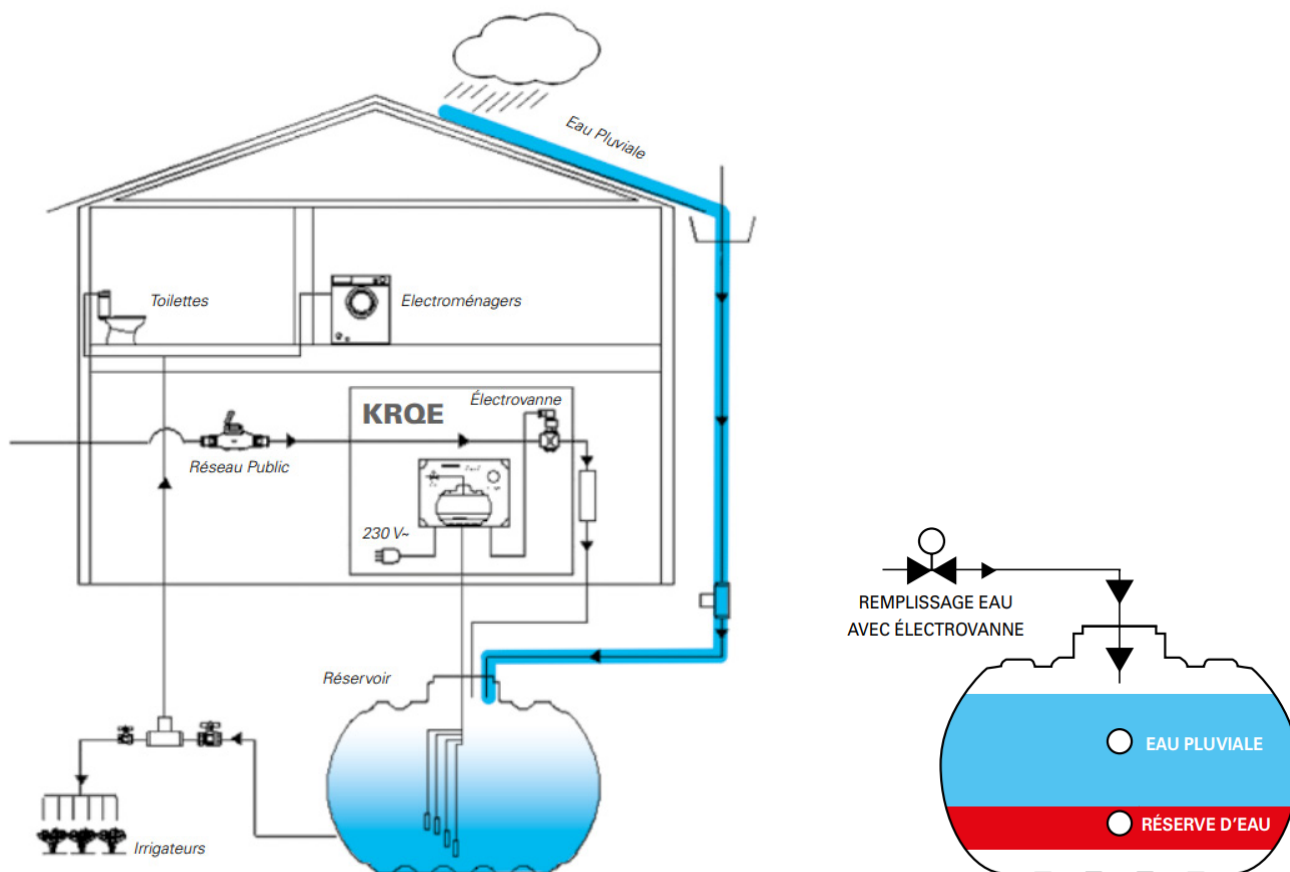 Eau Pluviale
Toilettes
Electroménagers
Électrovanne
KRQE
Réseau Public
230 V~
Réservoir
Irrigateurs
REMPLISSAGE EAU
AVEC ÉLECTROVANNE
EAU PLUVIALE
RÉSERVE D'EAU